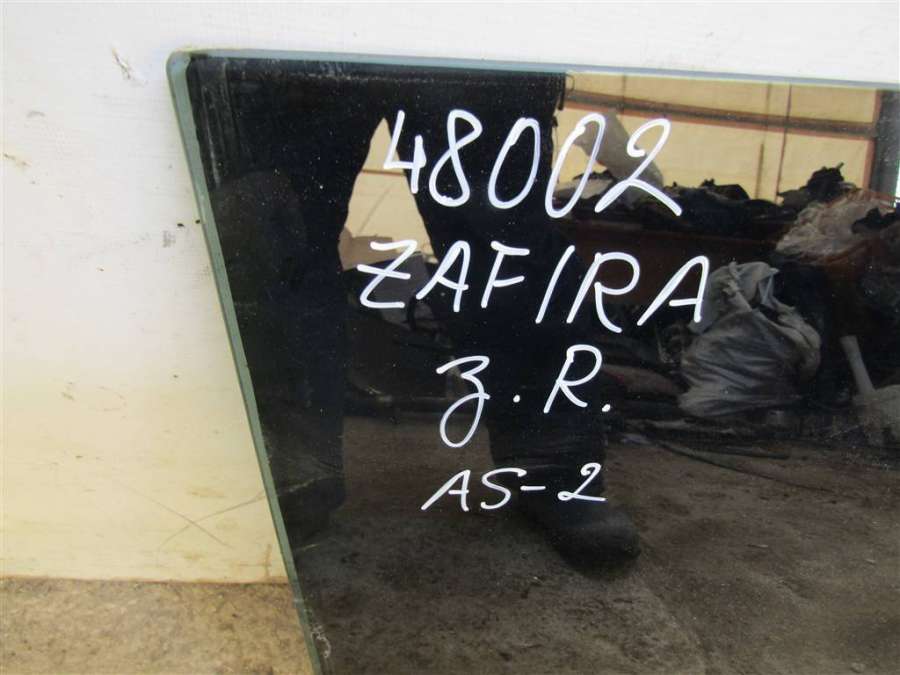 48002
ZAFIRA
З.R.
AS-2